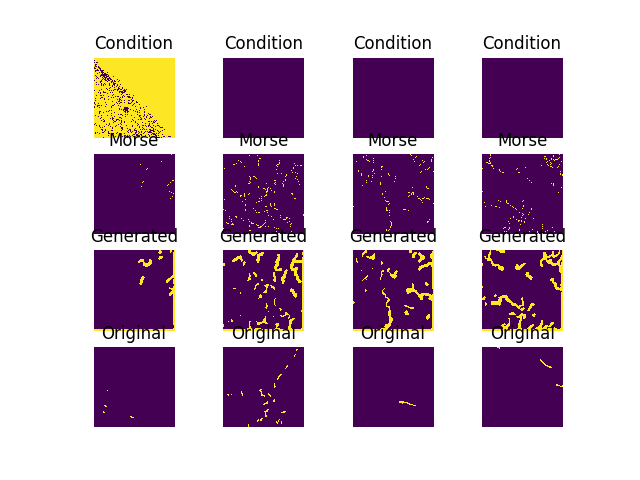 Condition Condition Condition Condition
Morse Morse Morse Morse
Generated Generated Generated Generated
Original Original Original Original